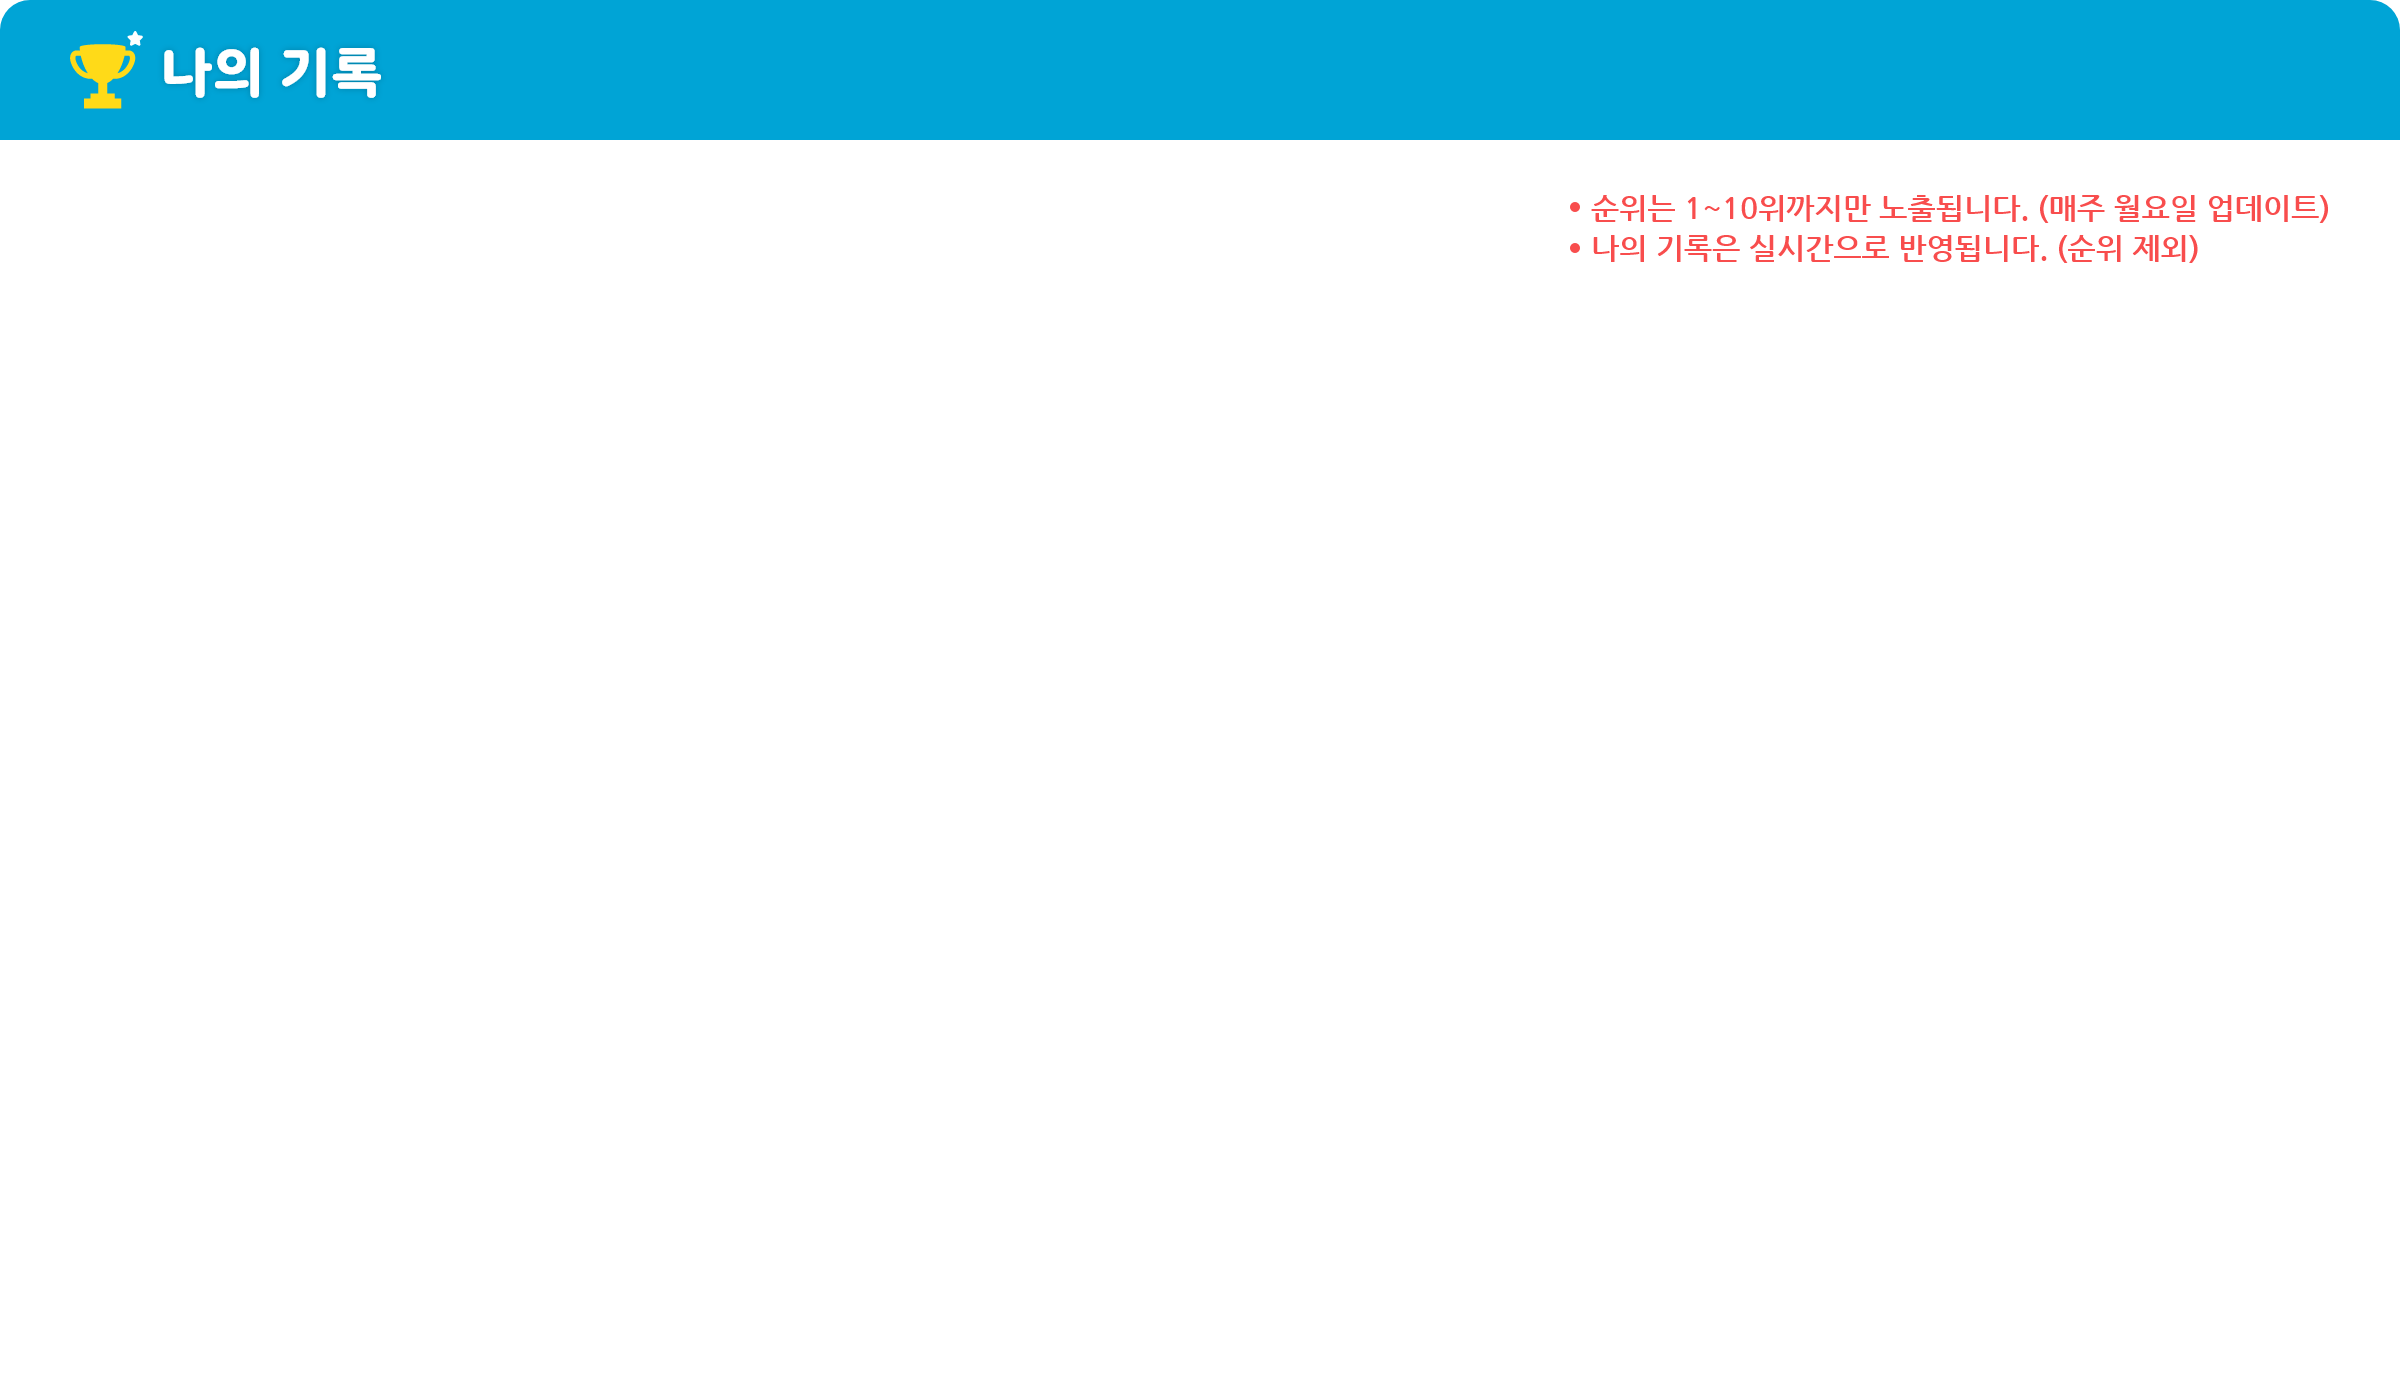 나의 기록
• 순위는 1~10위까지만 노출됩니다. (매주 월요일 업데이트)
• 나의 기록은 실시간으로 반영됩니다. (순위 제외)